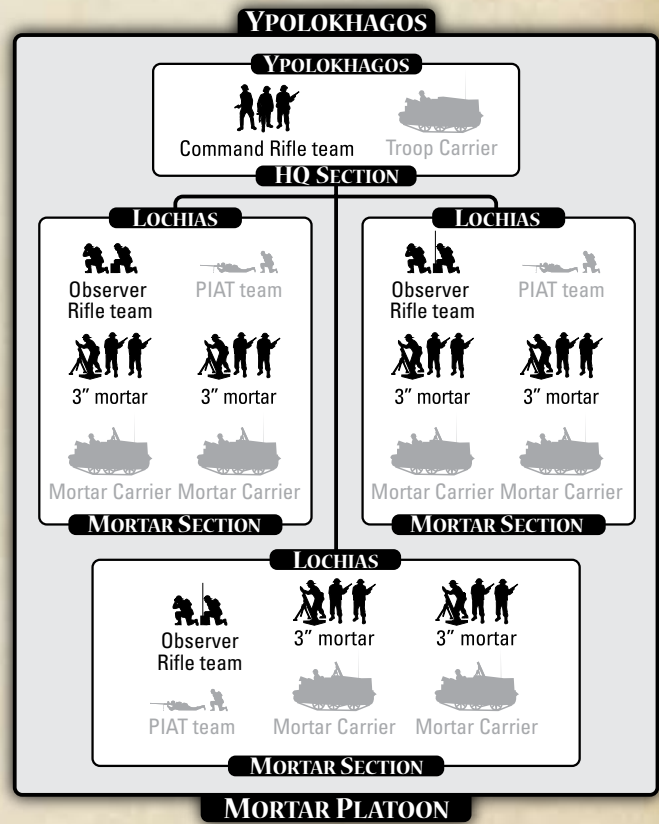 YPOLOKHAGOS
YPOLOKHAGOS
Command Rifle team
Troop Carrier
HQ SECTION
LOCHIAS
Observer
Rifle team
PIAT team
3” mortar
3” mortar
Mortar Carrier
Mortar Carrier
MORTAR SECTION
LOCHIAS
Observer
Rifle team
PIAT team
3” mortar
3” mortar
Mortar Carrier
Mortar Carrier
MORTAR SECTION
LOCHIAS
Observer
Rifle team
3” mortar
3” mortar
PIAT team
Mortar Carrier
Mortar Carrier
MORTAR SECTION
MORTAR PLATOON